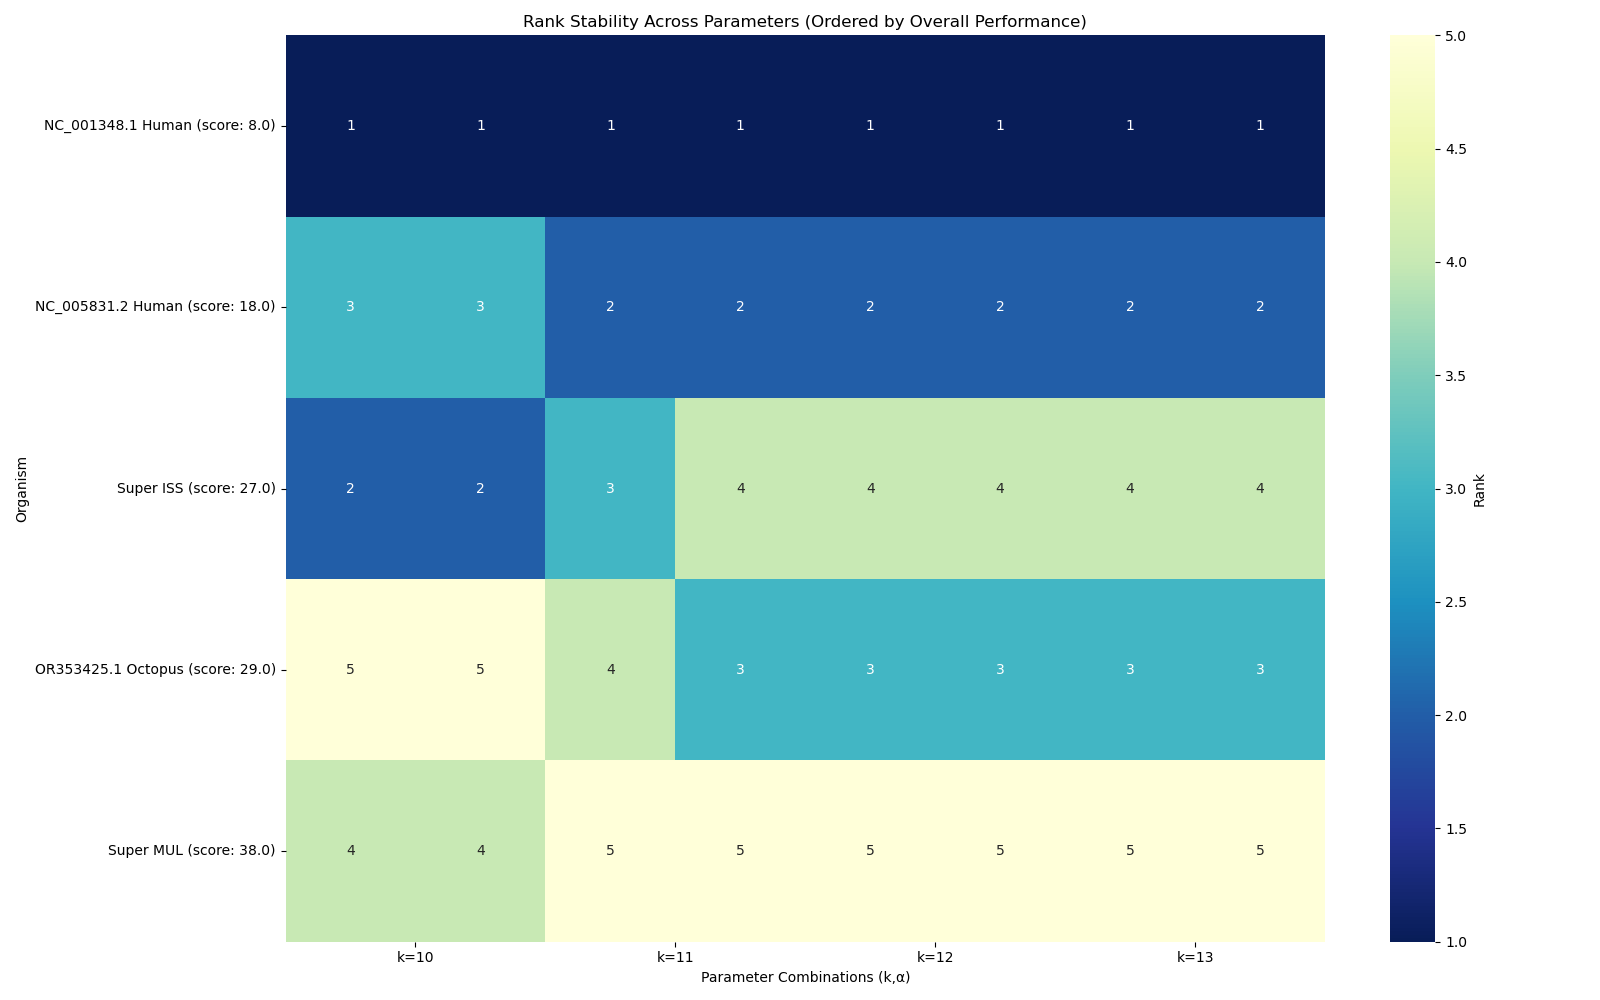 Rank Stability Across Parameters (Ordered by Overall Performance)
NC_001348.1 Human (score: 8.0) 1 1 1 1 1 1 1 1
NC_005831.2 Human (score: 18.0) 3 3 2 2 2 2 2 2
Super ISS (score: 27.0) 2 2 3 4 4 4 4 4
OR353425.1 Octopus (score: 29.0) 5 5 4 3 3 3 3 3
Super MUL (score: 38.0) 4 4 5 5 5 5 5 5
Organism
k=10 k=11 k=12 k=13
Parameter Combinations (k,α)
5.0
4.5
4.0
3.5
3.0
2.5
2.0
1.5
1.0
Rank